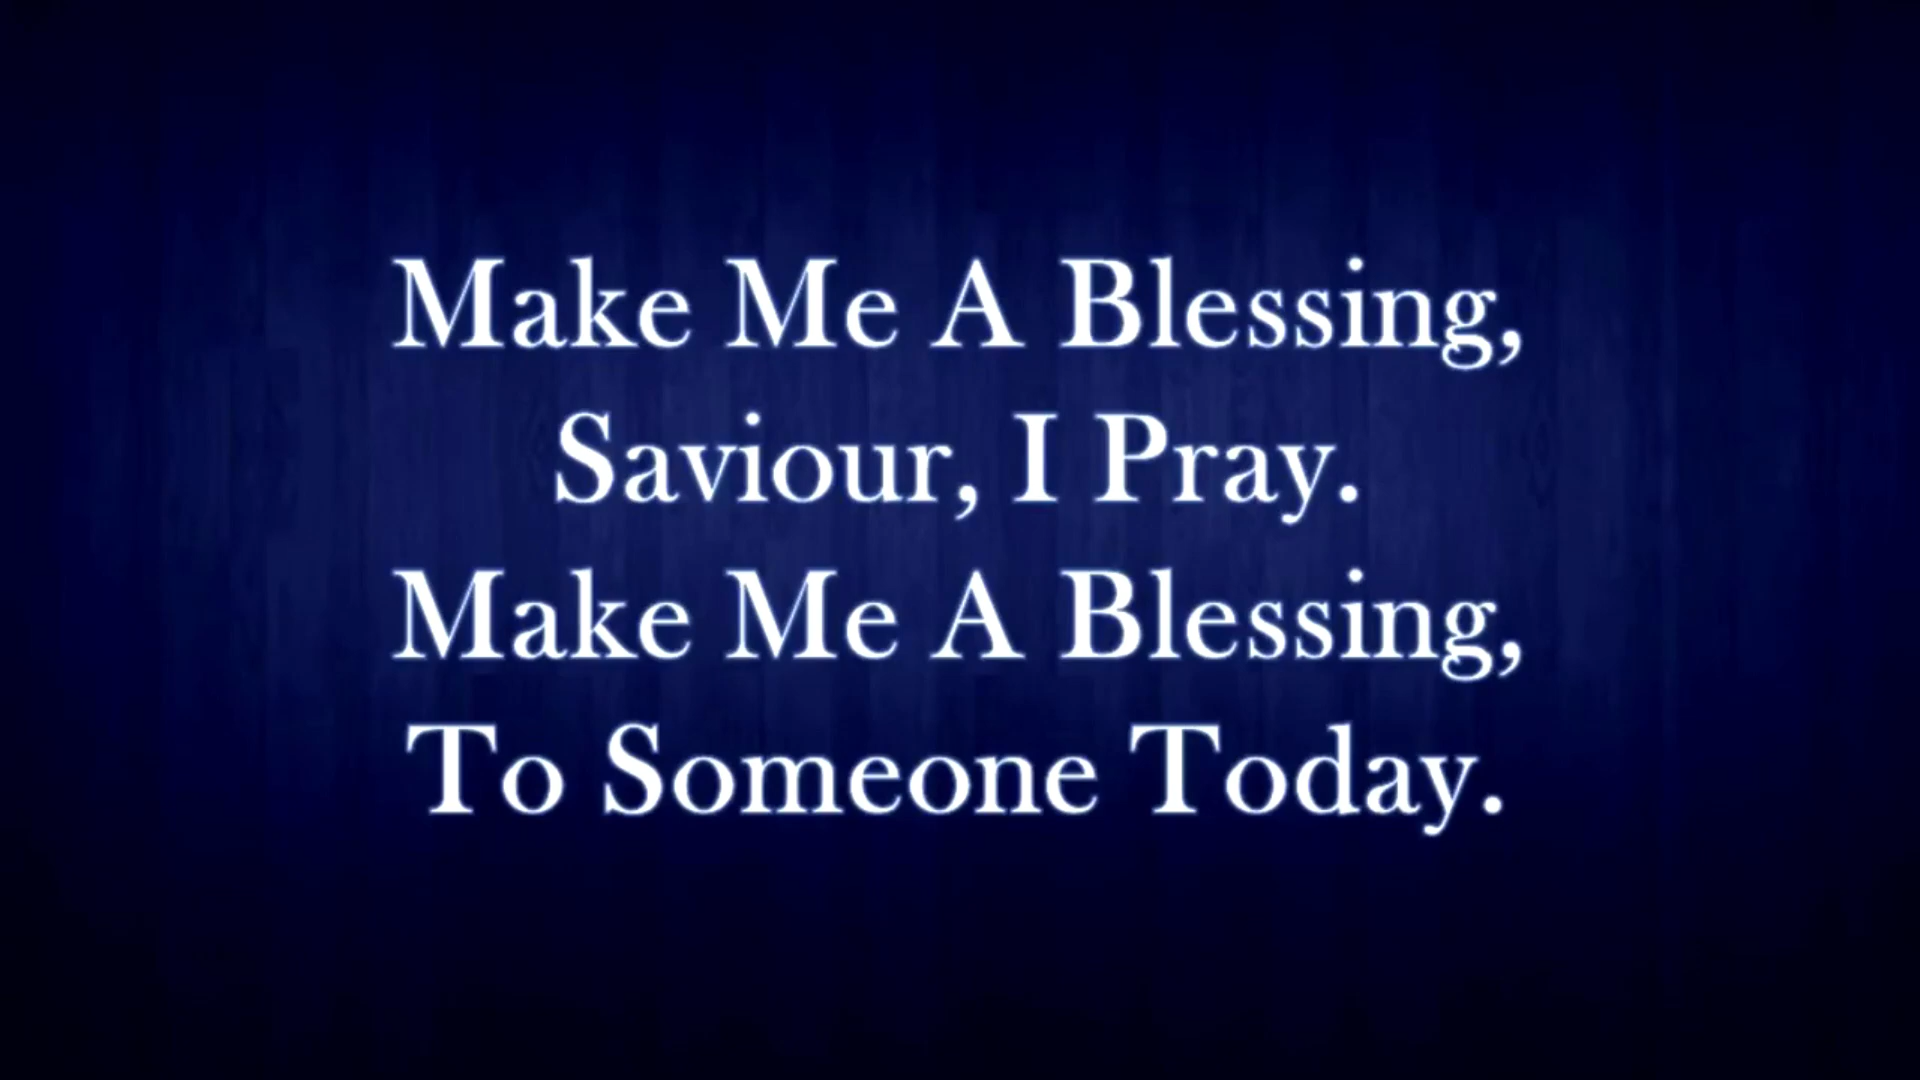 Make Me A Blessing,
Saviour, I Pray.
Make Me A Blessing,
To Someone Today.